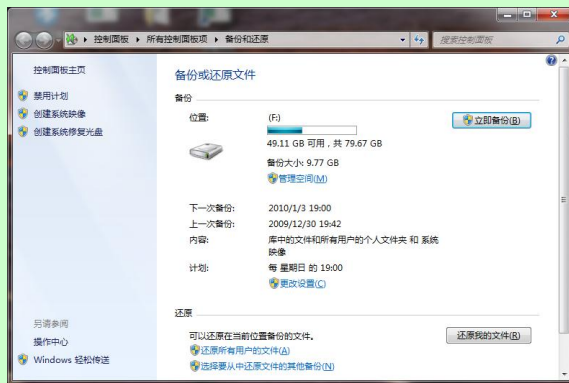 控制面板 ▸ 所有控制面板项 ▸ 备份和还原
搜索控制面板
控制面板主页
禁用计划
创建系统映像
创建系统修复光盘
另请参阅
操作中心
Windows 轻松传送
备份或还原文件
备份
位置: (F:)
立即备份(B)
49.11 GB 可用，共 79.67 GB
备份大小: 9.77 GB
管理空间(M)
下一次备份: 2010/1/3 19:00
上一次备份: 2009/12/30 19:42
内容: 库中的文件和所有用户的个人文件夹 和 系统
映像
计划: 每 星期日 的 19:00
更改设置(C)
还原
可以还原在当前位置备份的文件。
还原我的文件(R)
还原所有用户的文件(A)
选择要从中还原文件的其他备份(N)